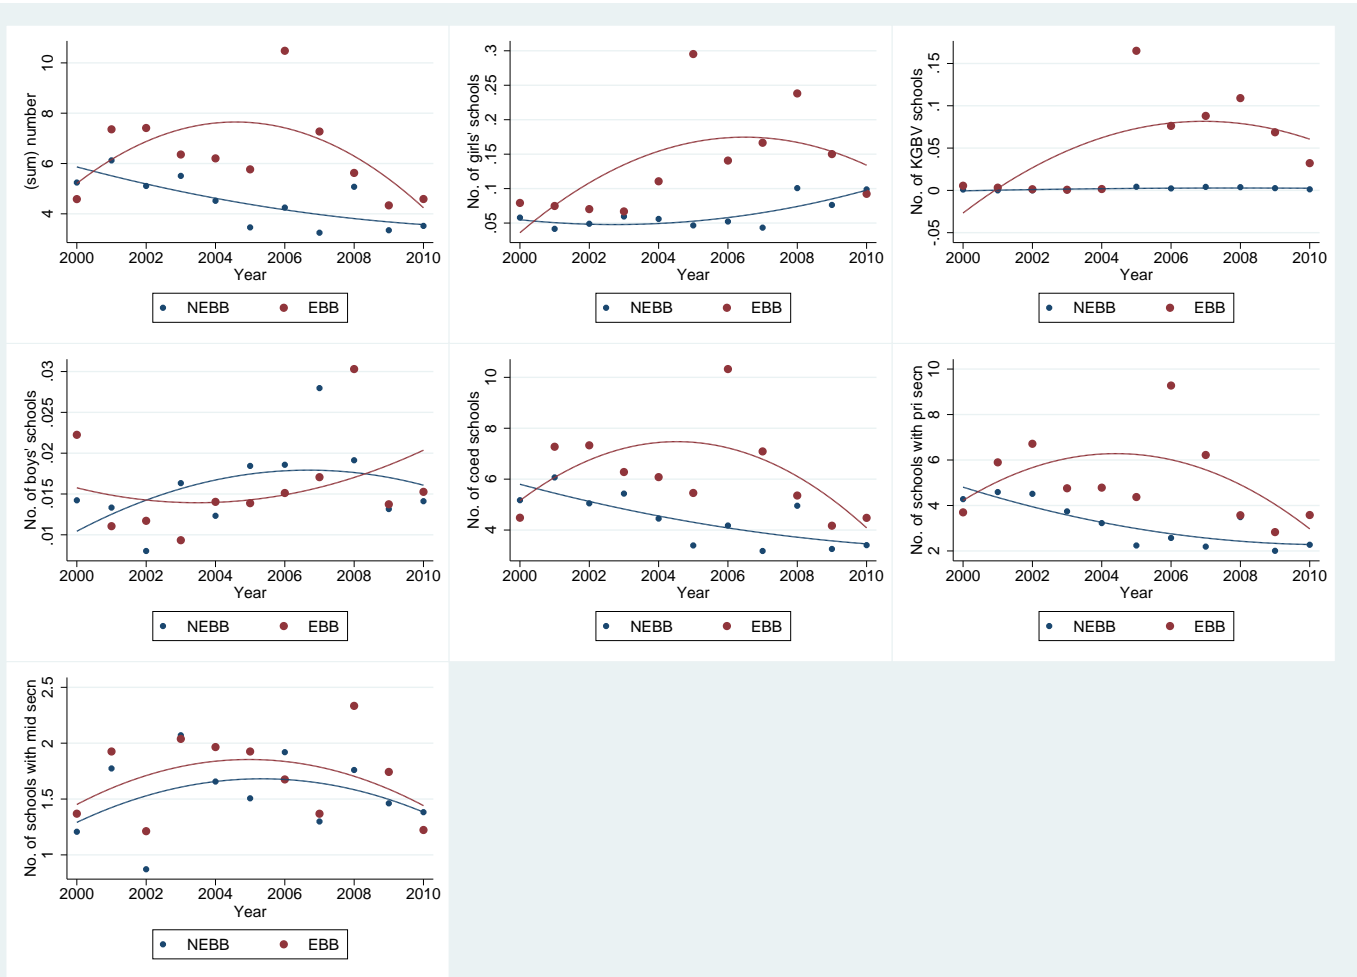 (sum) number
10
8
6
4
2000 2002 2004 2006 2008 2010
Year
NEBB EBB
No. of girls' schools
.3
.25
.2
.15
.1
.05
2000 2002 2004 2006 2008 2010
Year
NEBB EBB
No. of KGBV schools
.15
.1
.05
0
-.05
2000 2002 2004 2006 2008 2010
Year
NEBB EBB
No. of boys' schools
.03
.025
.02
.015
.01
2000 2002 2004 2006 2008 2010
Year
NEBB EBB
No. of coed schools
10
8
6
4
2000 2002 2004 2006 2008 2010
Year
NEBB EBB
No. of schools with pri secn
10
8
6
4
2
2000 2002 2004 2006 2008 2010
Year
NEBB EBB
No. of schools with mid secn
2.5
2
1.5
1
2000 2002 2004 2006 2008 2010
Year
NEBB EBB